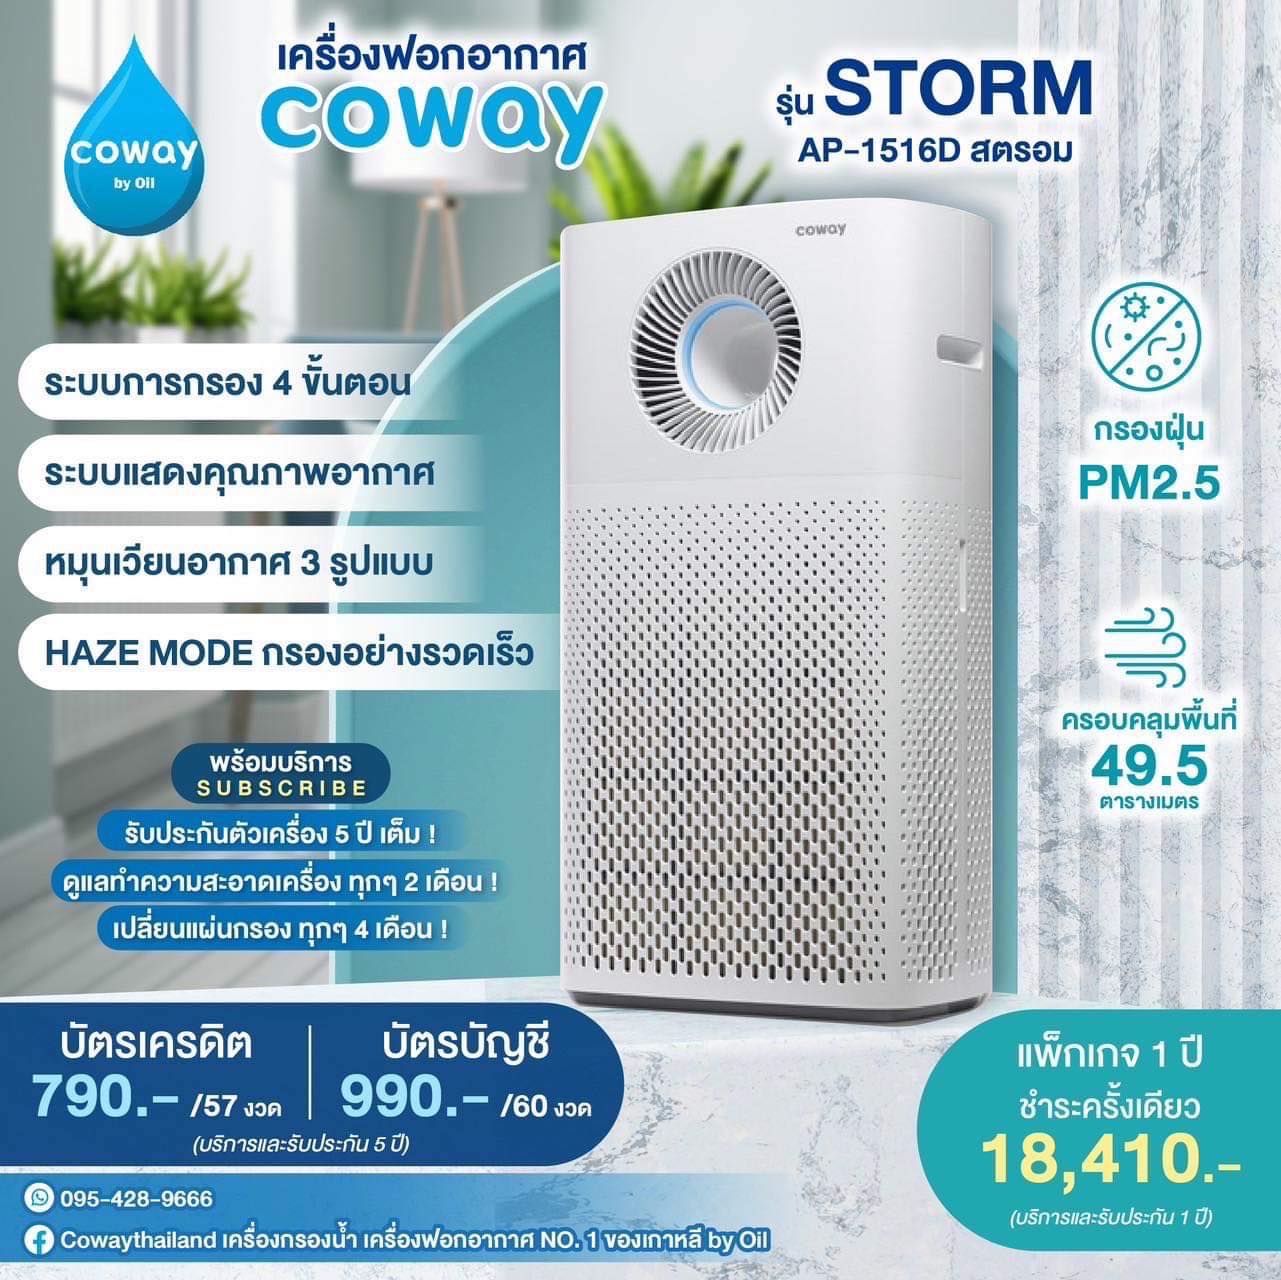 coway
by Oil
เครื่องฟอกอากาศ
coway
รุ่น STORM
AP-1516D สตรอม
coway
ระบบการกรอง 4 ขั้นตอน
ระบบแสดงคุณภาพอากาศ
หมุนเวียนอากาศ 3 รูปแบบ
HAZE MODE กรองอย่างรวดเร็ว
กรองฝุ่น
PM2.5
ครอบคลุมพื้นที่
49.5
ตารางเมตร
พร้อมบริการ
SUBSCRIBE
รับประกันตัวเครื่อง 5 ปี เต็ม !
ดูแลทำความสะอาดเครื่อง ทุกๆ 2 เดือน !
เปลี่ยนแผ่นกรอง ทุกๆ 4 เดือน !
บัตรเครดิต
790.- /57 งวด
บัตรบัญชี
990.- /60 งวด
(บริการและรับประกัน 5 ปี)
แพ็กเกจ 1 ปี
ชำระครั้งเดียว
18,410.-
(บริการและรับประกัน 1 ปี)
095-428-9666
Cowaythailand เครื่องกรองน้ำ เครื่องฟอกอากาศ NO. 1 ของเกาหลี by Oil